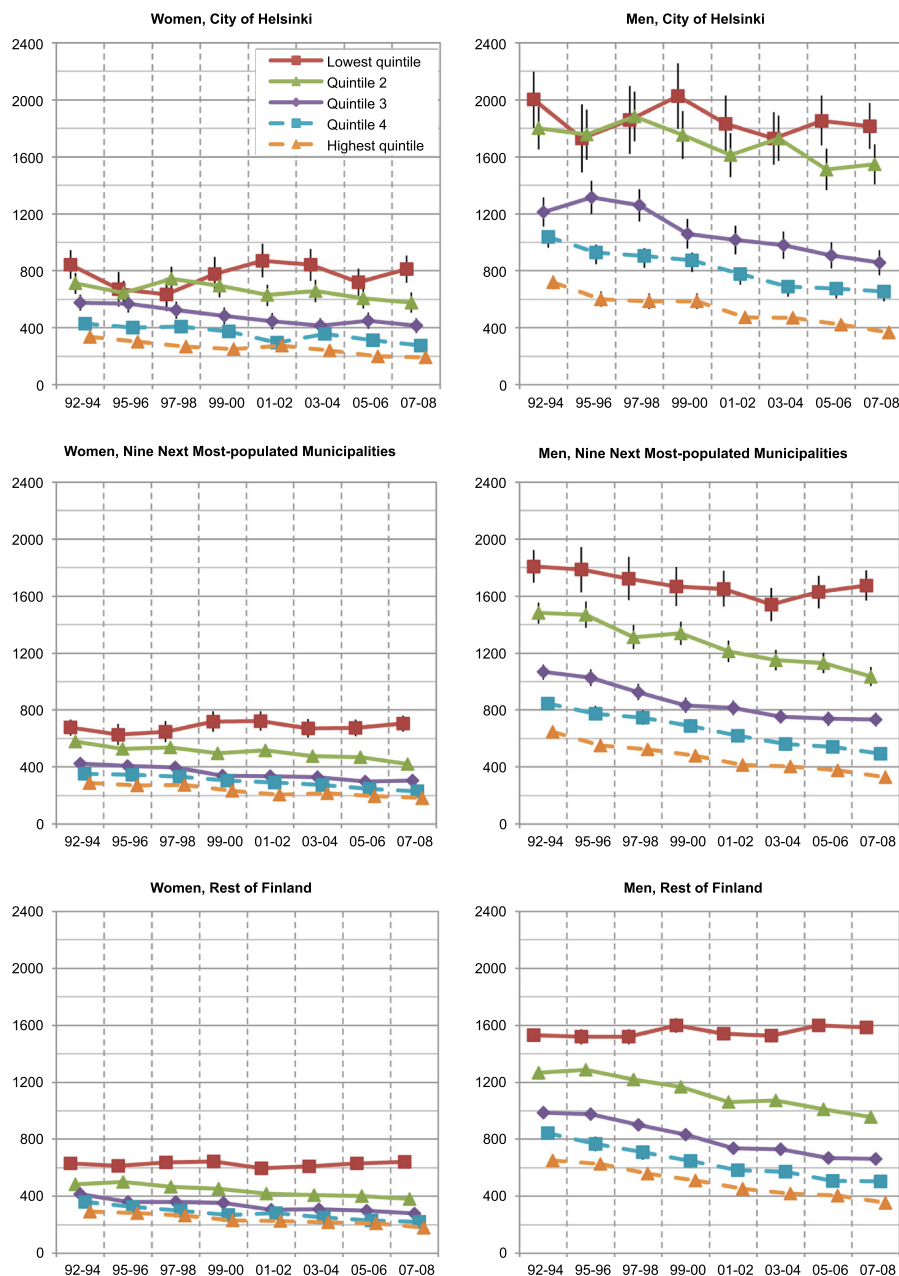 Women, City of Helsinki
2400
2000
1600
1200
800
400
0
Lowest quintile
Quintile 2
Quintile 3
Quintile 4
Highest quintile
92-94 95-96 97-98 99-00 01-02 03-04 05-06 07-08
Men, City of Helsinki
2400
2000
1600
1200
800
400
0
92-94 95-96 97-98 99-00 01-02 03-04 05-06 07-08
Women, Nine Next Most-populated Municipalities
2400
2000
1600
1200
800
400
0
92-94 95-96 97-98 99-00 01-02 03-04 05-06 07-08
Men, Nine Next Most-populated Municipalities
2400
2000
1600
1200
800
400
0
92-94 95-96 97-98 99-00 01-02 03-04 05-06 07-08
Women, Rest of Finland
2400
2000
1600
1200
800
400
0
92-94 95-96 97-98 99-00 01-02 03-04 05-06 07-08
Men, Rest of Finland
2400
2000
1600
1200
800
400
0
92-94 95-96 97-98 99-00 01-02 03-04 05-06 07-08